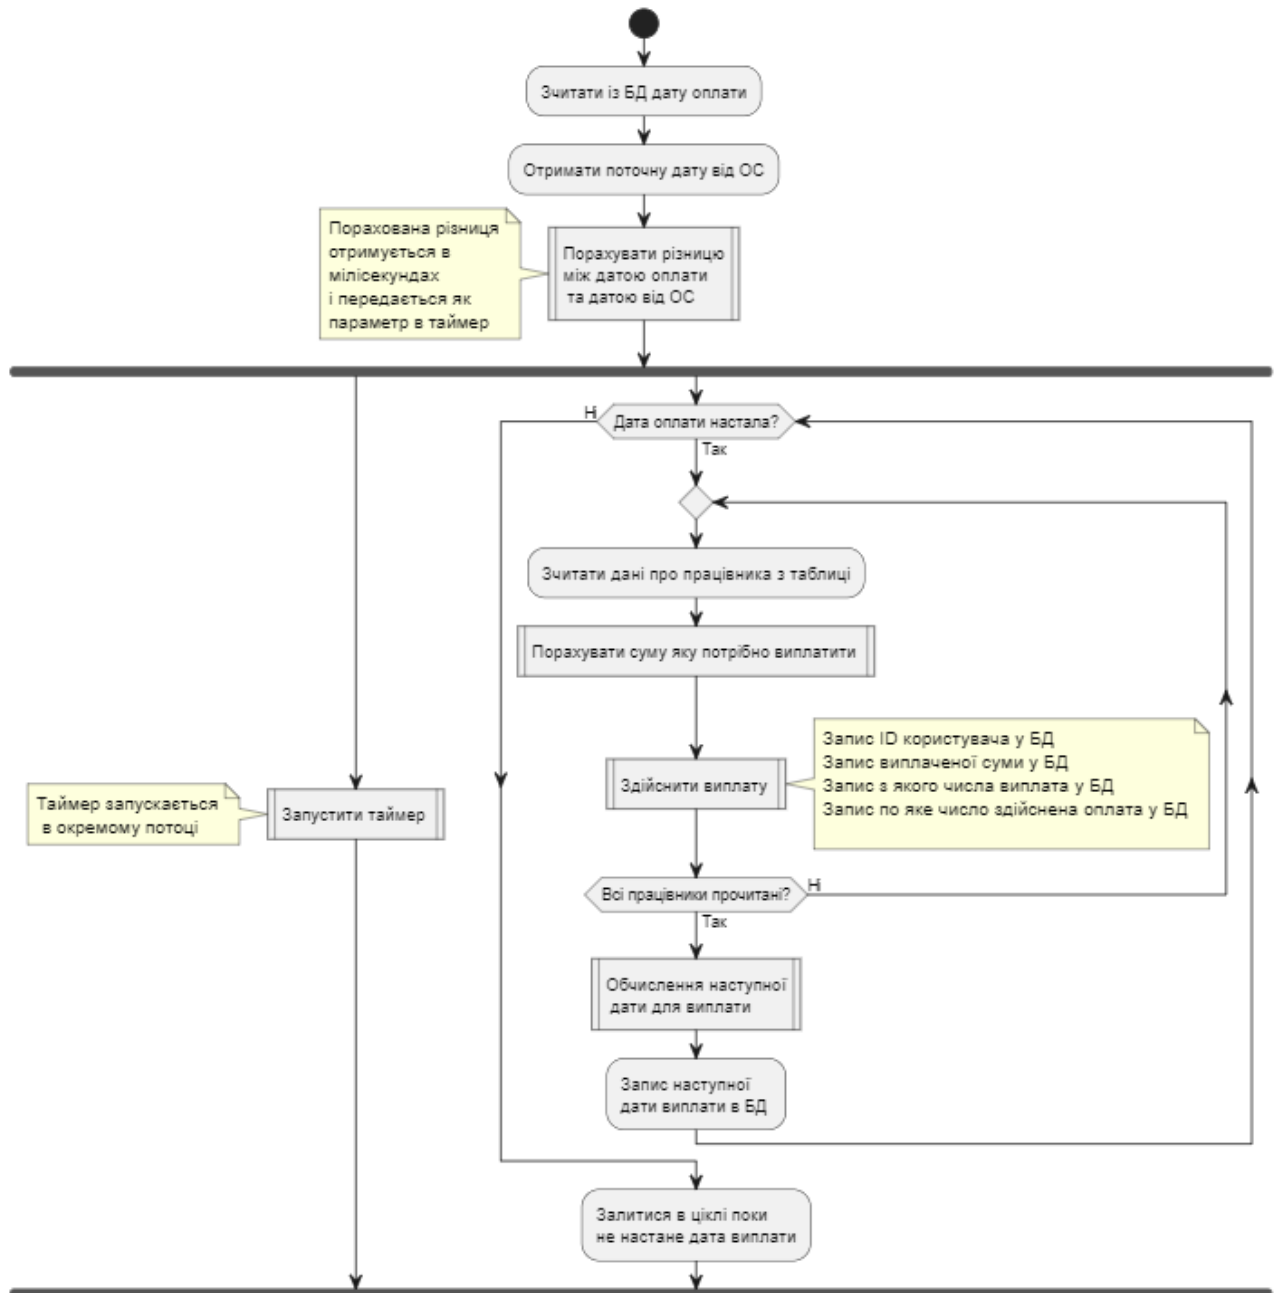 Зчитати із БД дату оплати
Отримати поточну дату від ОС
Порахована різниця
отримується в
мілісекундах
і передається як
параметр в таймер
Порахувати різницю
між датою оплати
та датою від ОС
Ні
Дата оплати настала?
Так
Зчитати дані про працівника з таблиці
Порахувати суму яку потрібно виплатити
Запис ID користувача у БД
Запис виплаченої суми у БД
Запис з якого числа виплата у БД
Запис по яке число здійснена оплата у БД
Здійснити виплату
Таймер запускається
в окремому потоці
Запустити таймер
Всі працівники прочитані?
Ні
Так
Обчислення наступної
дати для виплати
Запис наступної
дати виплати в БД
Залитися в ціклі поки
не настане дата виплати